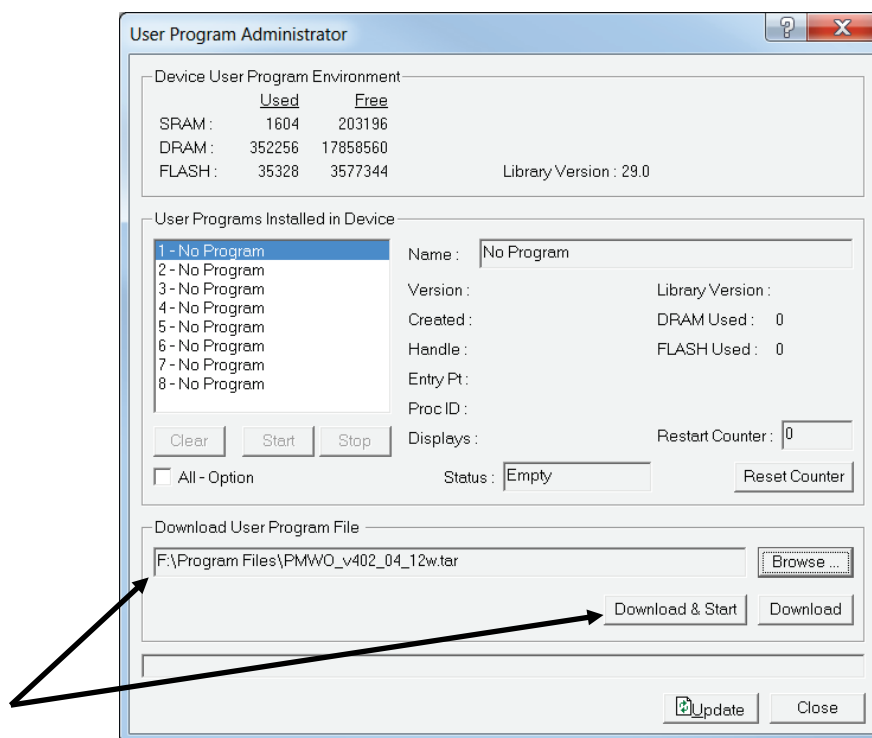 User Program Administrator
Device User Program Environment
Used Free
SRAM : 1604 203196
DRAM : 352256 17858560
FLASH : 35328 3577344 Library Version : 29.0
User Programs Installed in Device
1 - No Program
2 - No Program
3 - No Program
4 - No Program
5 - No Program
6 - No Program
7 - No Program
8 - No Program
Name : No Program
Version : Library Version :
Created : DRAM Used : 0
Handle : FLASH Used : 0
Entry Pt :
Proc ID :
Displays : Restart Counter : 0
Clear Start Stop
All - Option Status : Empty Reset Counter
Download User Program File
F:\Program Files\PMWO_v402_04_12w.tar Browse ...
Download & Start Download
Update Close